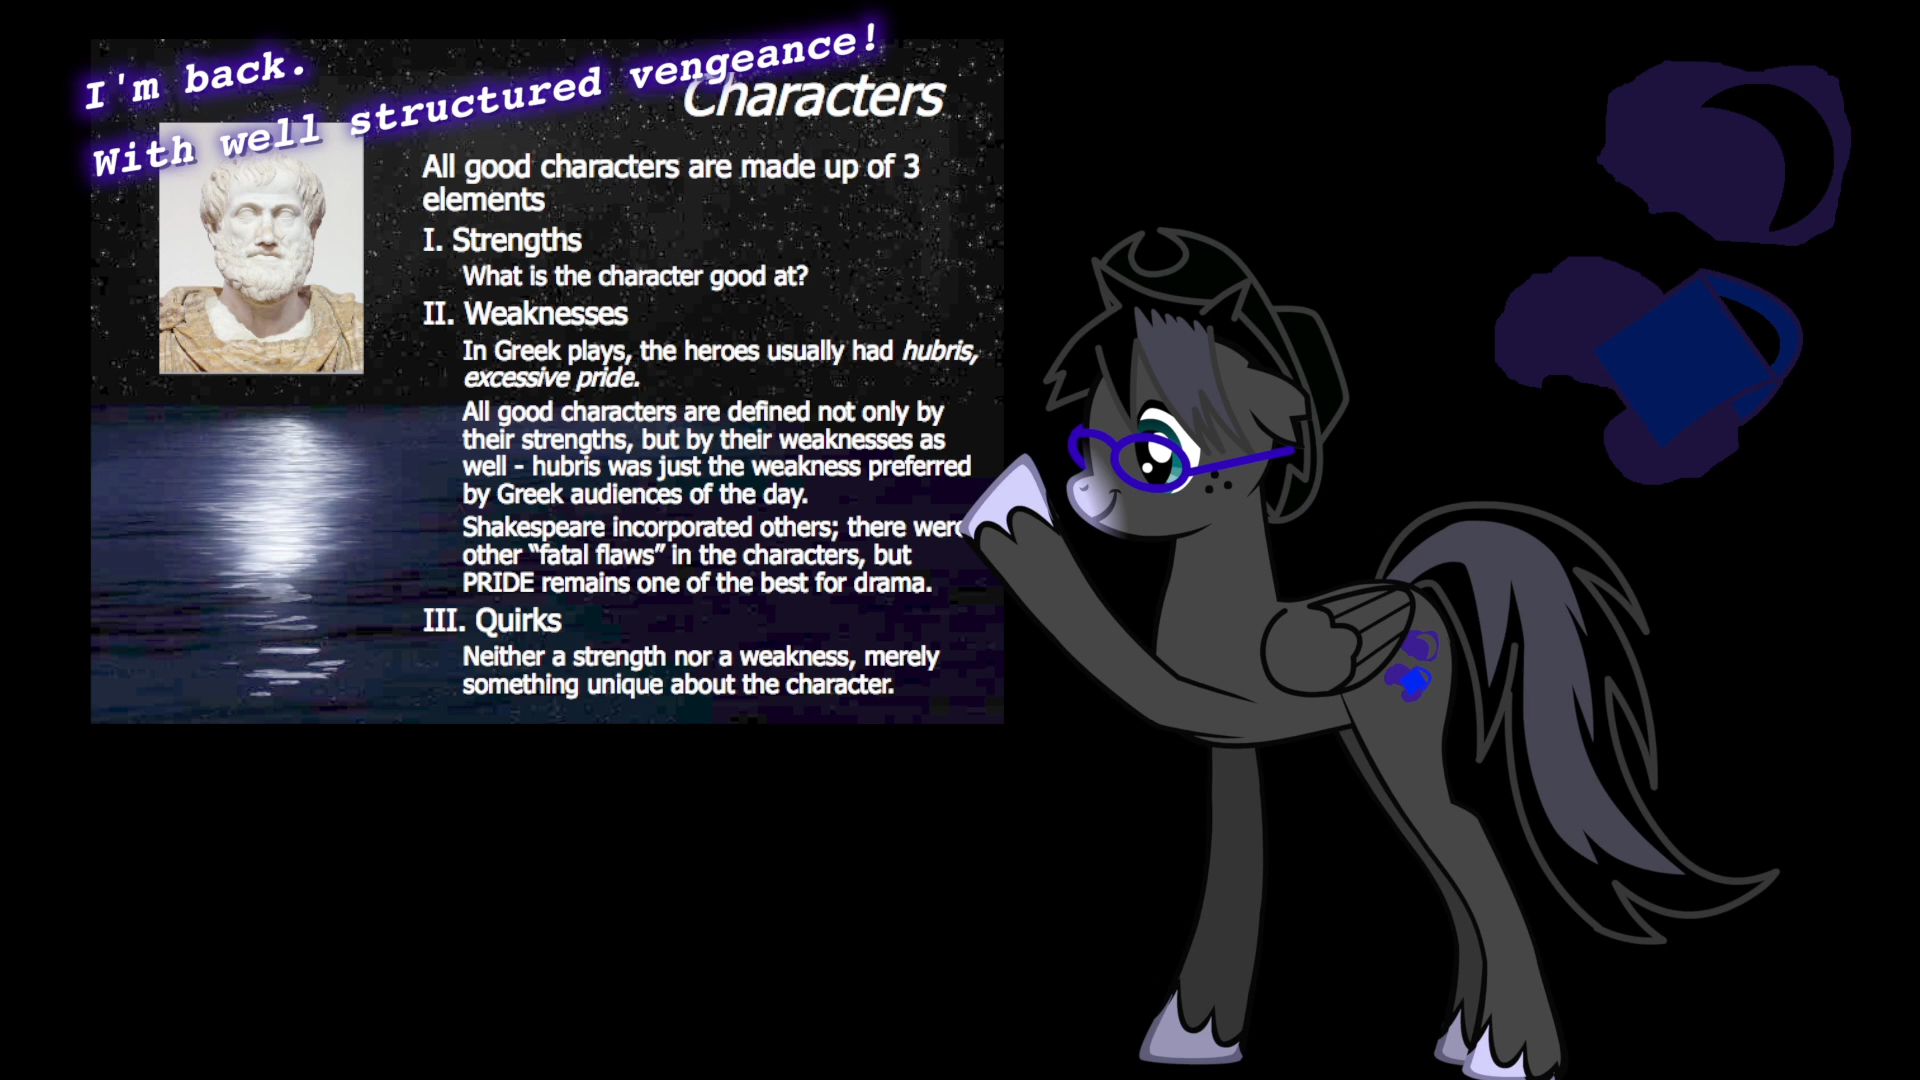 I'm back.
With well structured vengeance!
Characters
All good characters are made up of 3
elements
I. Strengths
What is the character good at?
II. Weaknesses
In Greek plays, the heroes usually had hubris,
excessive pride.
All good characters are defined not only by
their strengths, but by their weaknesses as
well - hubris was just the weakness preferred
by Greek audiences of the day.
Shakespeare incorporated others; there were
other “fatal flaws” in the characters, but
PRIDE remains one of the best for drama.
III. Quirks
Neither a strength nor a weakness, merely
something unique about the character.